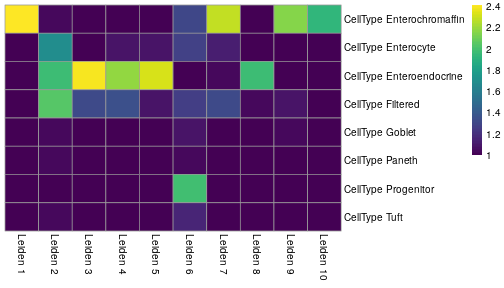 CellType Enterochromaffin
CellType Enterocyte
CellType Enteroendocrine
CellType Filtered
CellType Goblet
CellType Paneth
CellType Progenitor
CellType Tuft
2.4
2.2
2
1.8
1.6
1.4
1.2
1
Leiden 1
Leiden 2
Leiden 3
Leiden 4
Leiden 5
Leiden 6
Leiden 7
Leiden 8
Leiden 9
Leiden 10